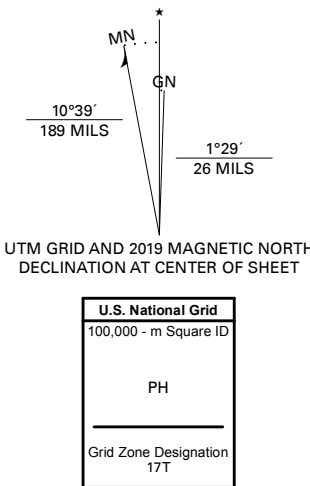 ★
MN
GN
10°39´
189 MILS
1°29´
26 MILS
UTM GRID AND 2019 MAGNETIC NORTH
DECLINATION AT CENTER OF SHEET
U.S. National Grid
100,000 - m Square ID
PH
Grid Zone Designation
17T